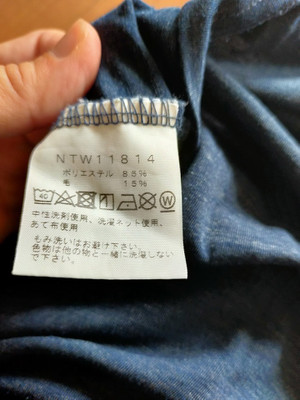 NTW11814
ポリエステル 85%
毛 15%
40
中性洗剤使用、洗濯ネット使用、
あて布使用
もみ洗いはお避け下さい。
色物は他の物と一緒に洗濯しない
で下さい。